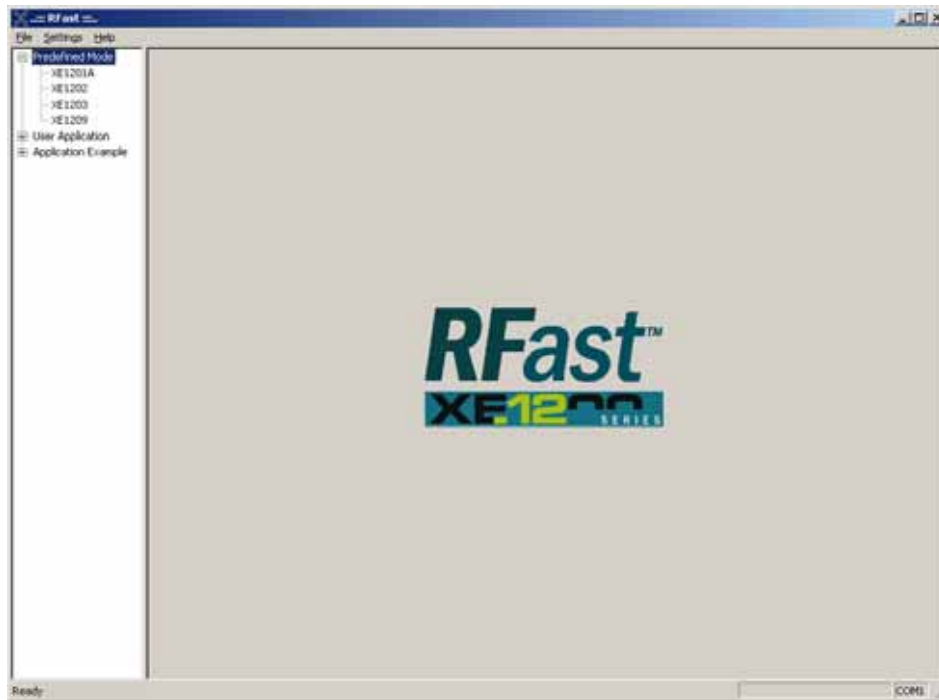 ..:: RFast ::..
File Settings Help
Predefined Mode
XE1201A
XE1202
XE1203
XE1209
User Application
Application Example
RFast™
XE1200
SERIES
Ready
COM1